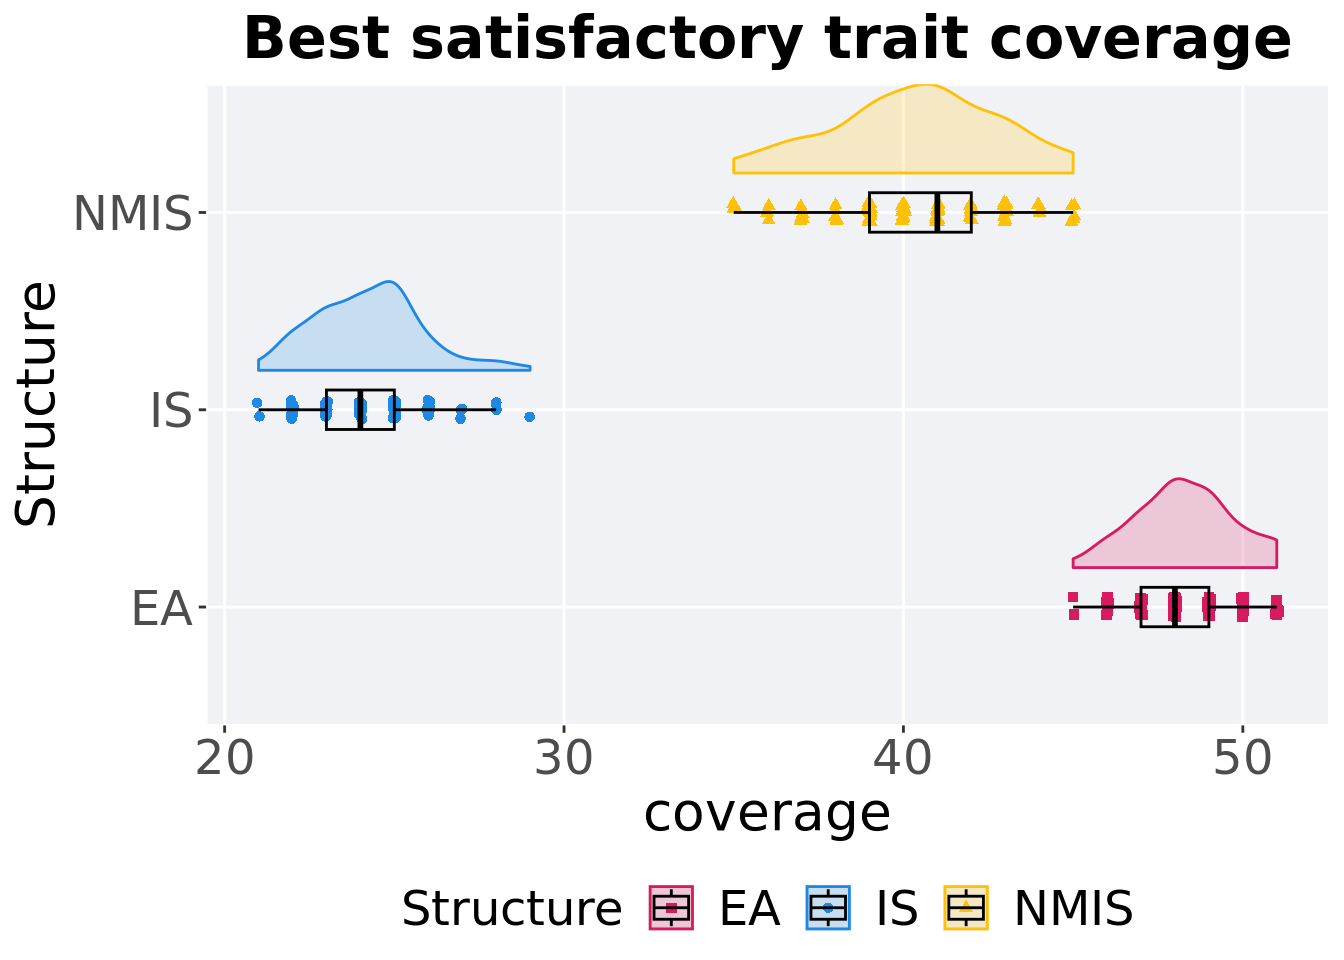 Best satisfactory trait coverage
NMIS
IS
EA
Structure
20 30 40 50
coverage
Structure EA IS NMIS